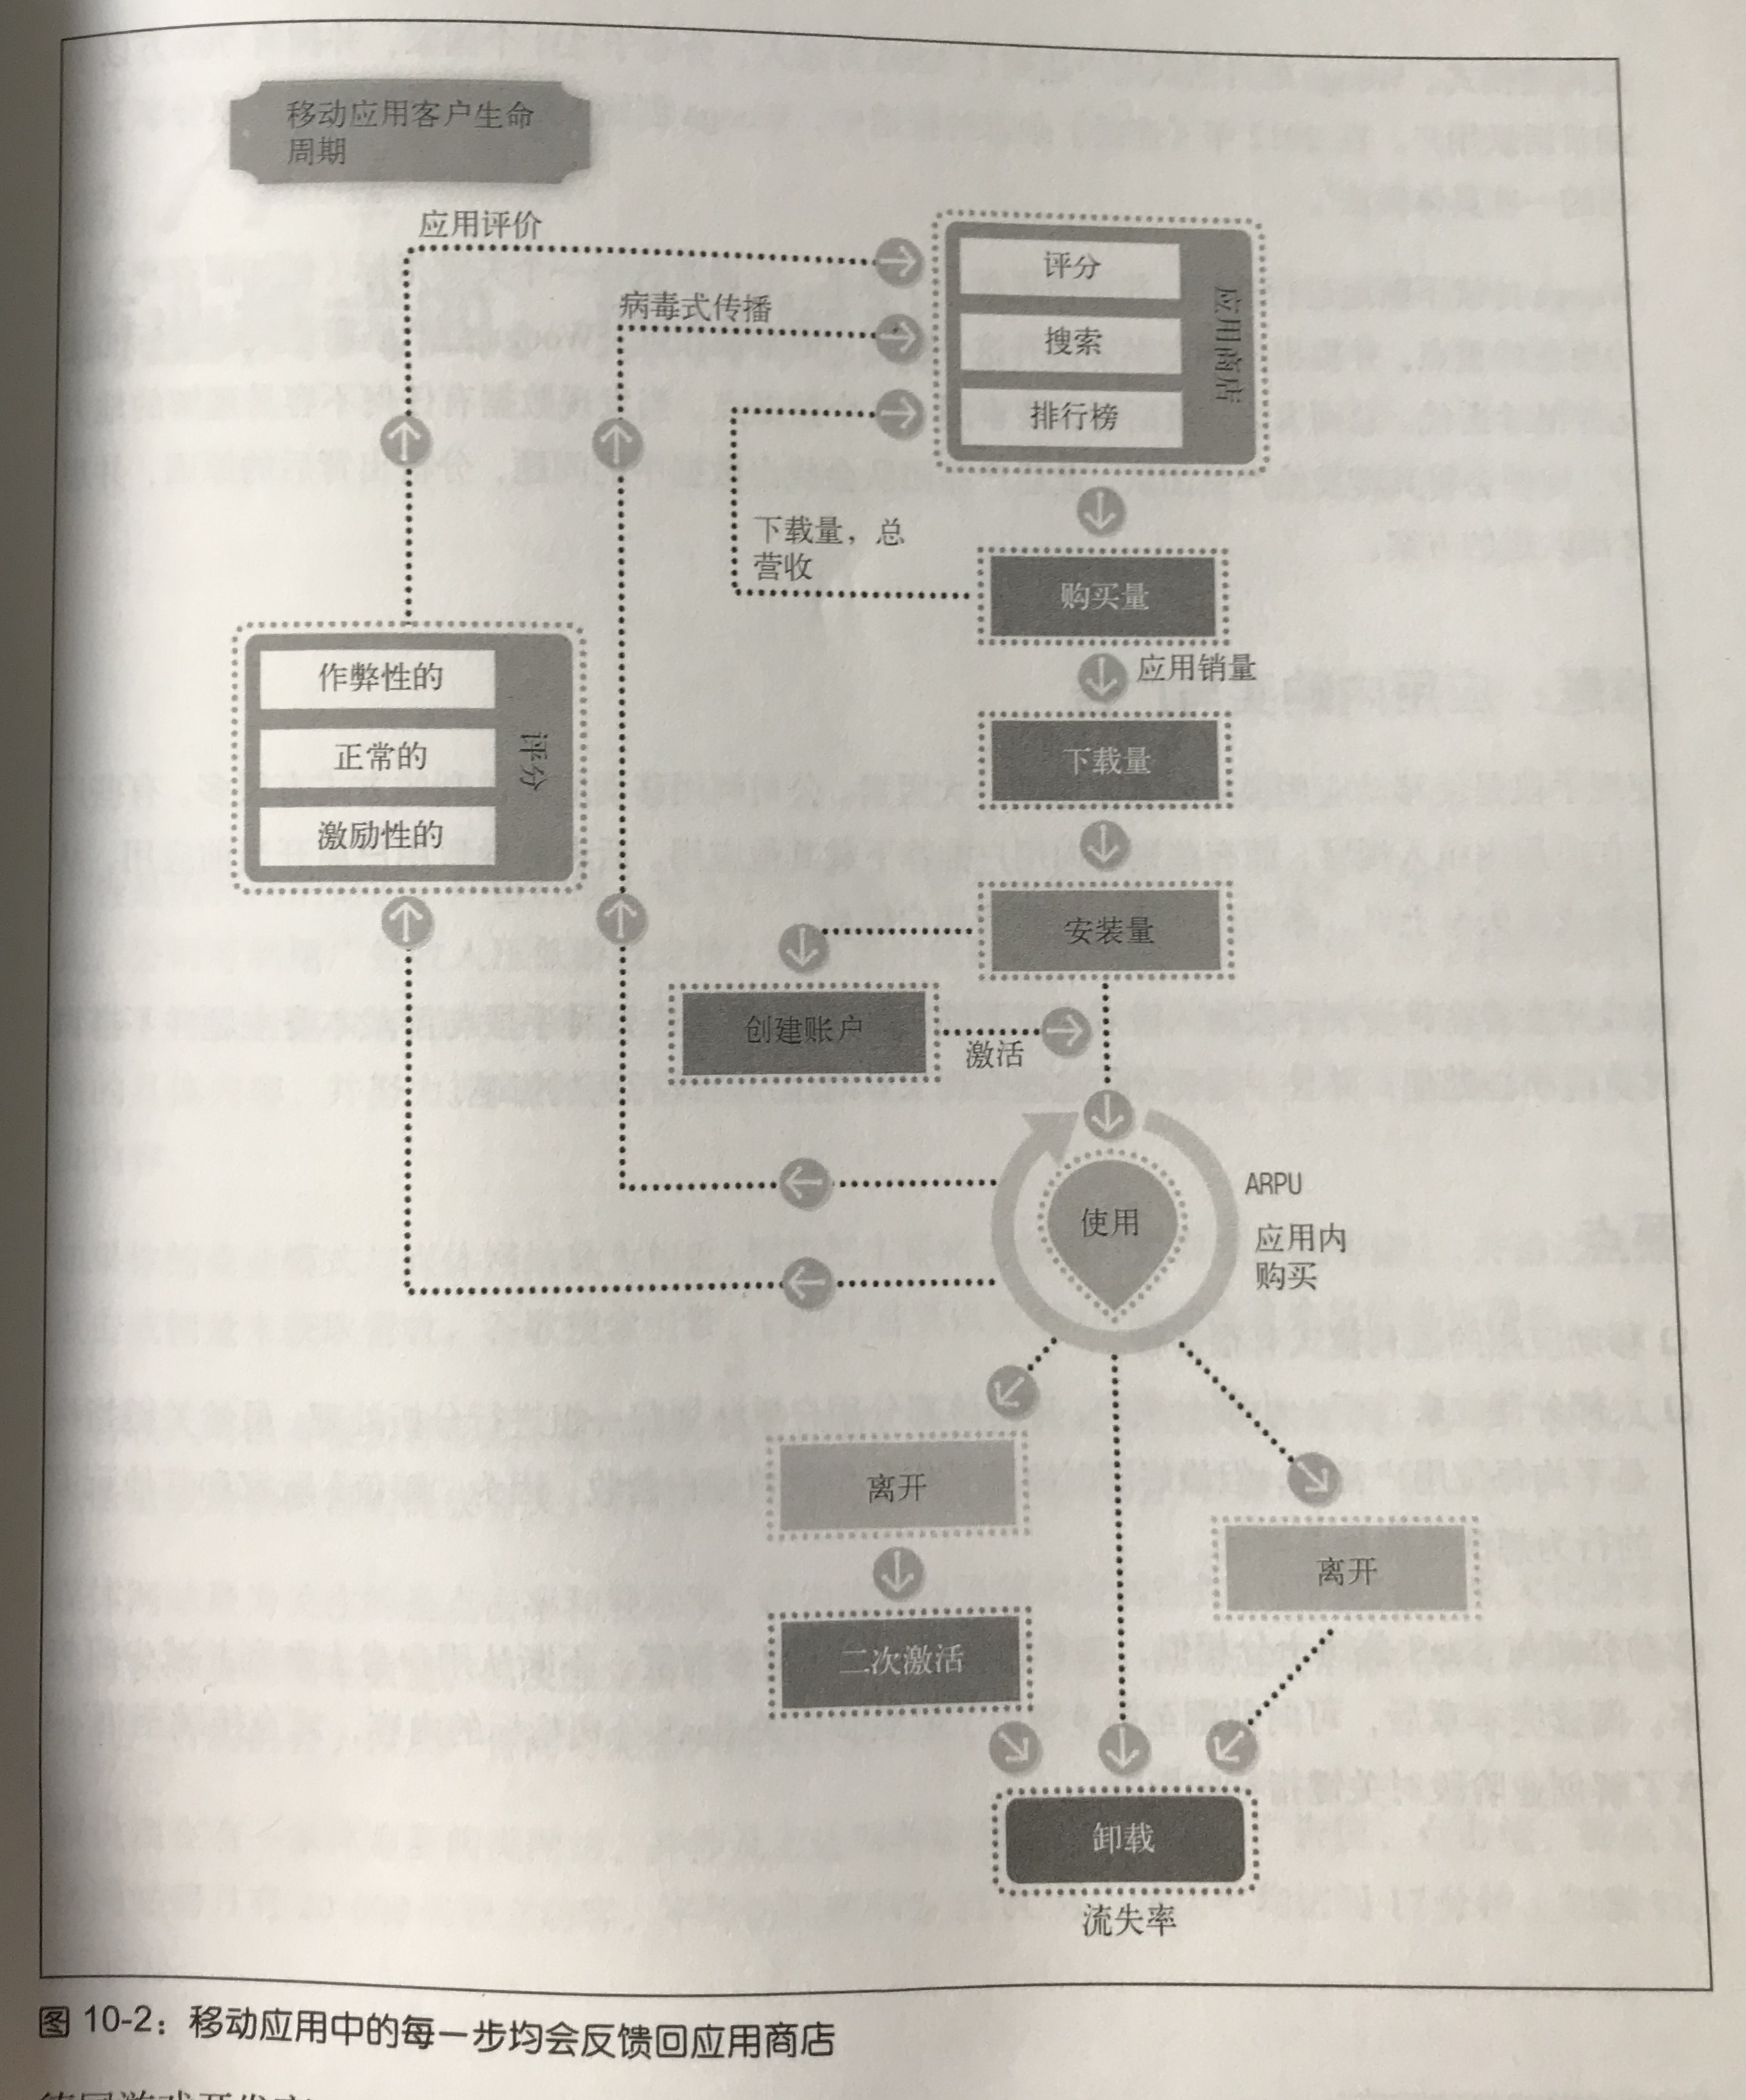 移动应用客户生命
周期
应用评价
病毒式传播
评分
搜索
排行榜
应用商店
下载量，总
营收
购买量
应用销量
下载量
作弊性的
正常的
激励性的
评分
安装量
创建账户
激活
使用
ARPU
应用内
购买
离开
离开
二次激活
卸载
流失率
图 10-2：移动应用中的每一步均会反馈回应用商店